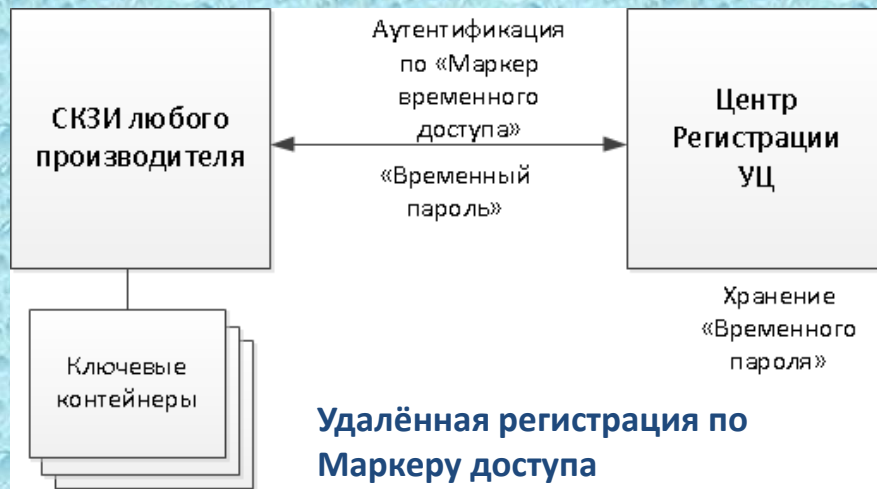 СКЗИ любого
производителя
Аутентификация
по «Маркер
временного
доступа»
«Временный
пароль»
Центр
Регистрации
УЦ
Хранение
«Временного
пароля»
Ключевые
контейнеры
Удалённая регистрация по
Маркеру доступа